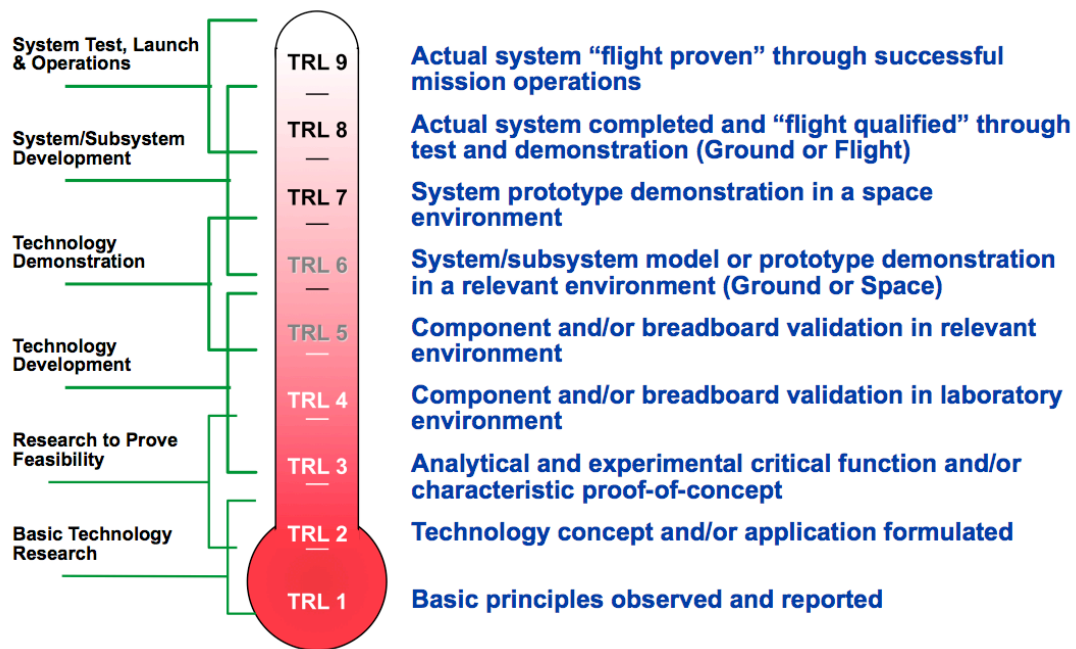 System Test, Launch
& Operations
System/Subsystem
Development
Technology
Demonstration
Technology
Development
Research to Prove
Feasibility
Basic Technology
Research
TRL 9
TRL 8
TRL 7
TRL 6
TRL 5
TRL 4
TRL 3
TRL 2
TRL 1
Actual system “flight proven” through successful
mission operations
Actual system completed and “flight qualified” through
test and demonstration (Ground or Flight)
System prototype demonstration in a space
environment
System/subsystem model or prototype demonstration
in a relevant environment (Ground or Space)
Component and/or breadboard validation in relevant
environment
Component and/or breadboard validation in laboratory
environment
Analytical and experimental critical function and/or
characteristic proof-of-concept
Technology concept and/or application formulated
Basic principles observed and reported